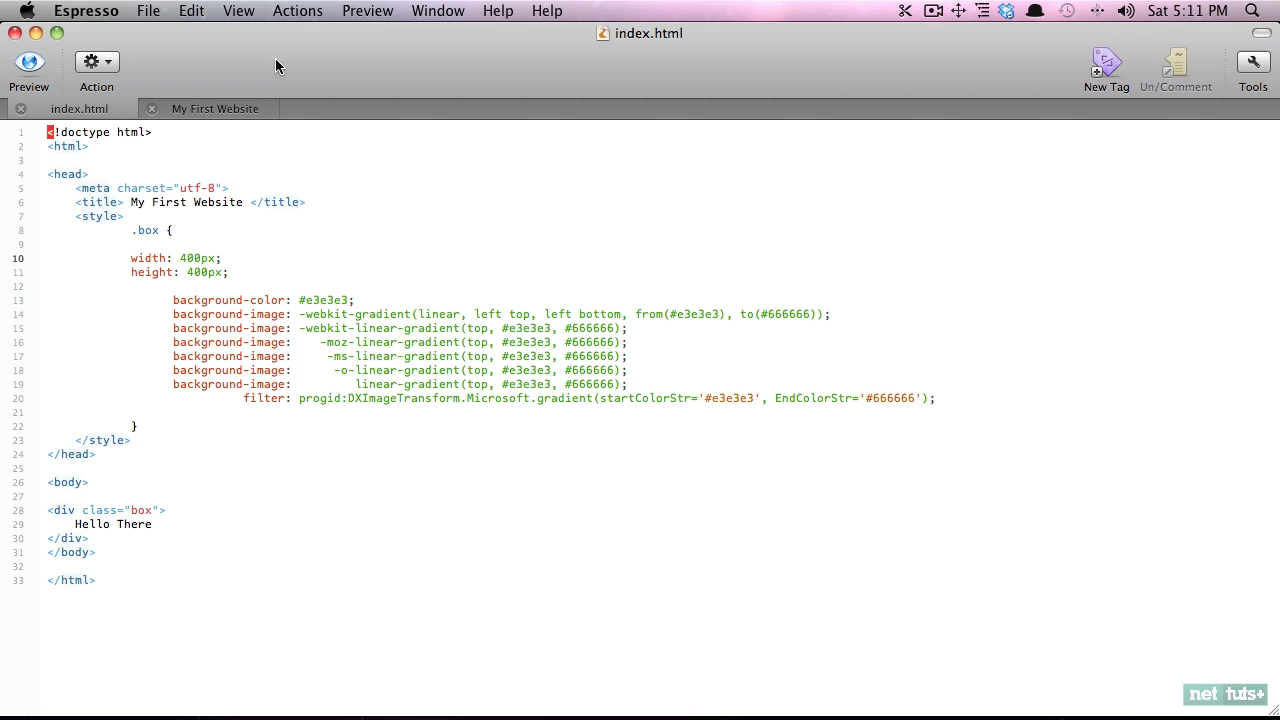 Espresso File Edit View Actions Preview Window Help Help Sat 5:11 PM
index.html
Preview Action New Tag Un/Comment Tools
index.html My First Website
1 <!doctype html>
2 <html>
3
4 <head>
5 <meta charset="utf-8">
6 <title> My First Website </title>
7 <style>
8 .box {
9
10 width: 400px;
11 height: 400px;
12
13 background-color: #e3e3e3;
14 background-image: -webkit-gradient(linear, left top, left bottom, from(#e3e3e3), to(#666666));
15 background-image: -webkit-linear-gradient(top, #e3e3e3, #666666);
16 background-image: -moz-linear-gradient(top, #e3e3e3, #666666);
17 background-image: -ms-linear-gradient(top, #e3e3e3, #666666);
18 background-image: -o-linear-gradient(top, #e3e3e3, #666666);
19 background-image: linear-gradient(top, #e3e3e3, #666666);
20 filter: progid:DXImageTransform.Microsoft.gradient(startColorStr='#e3e3e3', EndColorStr='#666666');
21
22 }
23 </style>
24 </head>
25
26 <body>
27
28 <div class="box">
29 Hello There
30 </div>
31 </body>
32
33 </html>
net tuts+